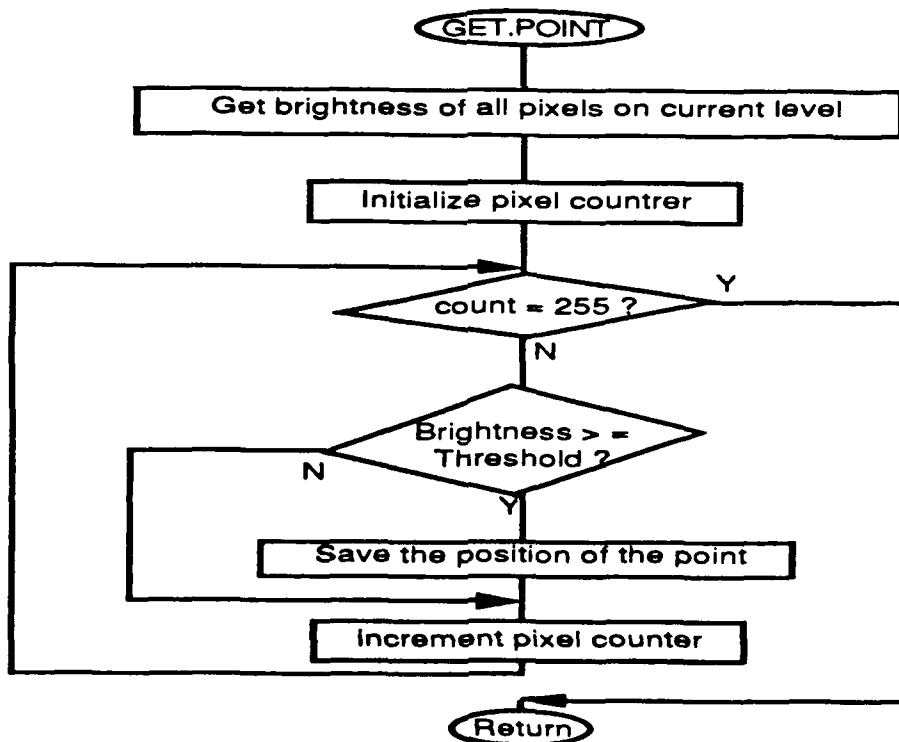 GET.POINT
Get brightness of all pixels on current level
Initialize pixel countrer
Y
count = 255 ?
N
Brightness > =
Threshold ?
N
Y
Save the position of the point
Increment pixel counter
Return